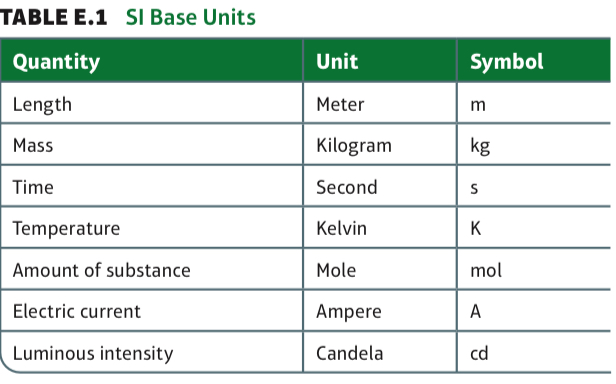 TABLE E.1 SI Base Units
Quantity Unit Symbol
Length Meter m
Mass Kilogram kg
Time Second s
Temperature Kelvin K
Amount of substance Mole mol
Electric current Ampere A
Luminous intensity Candela cd